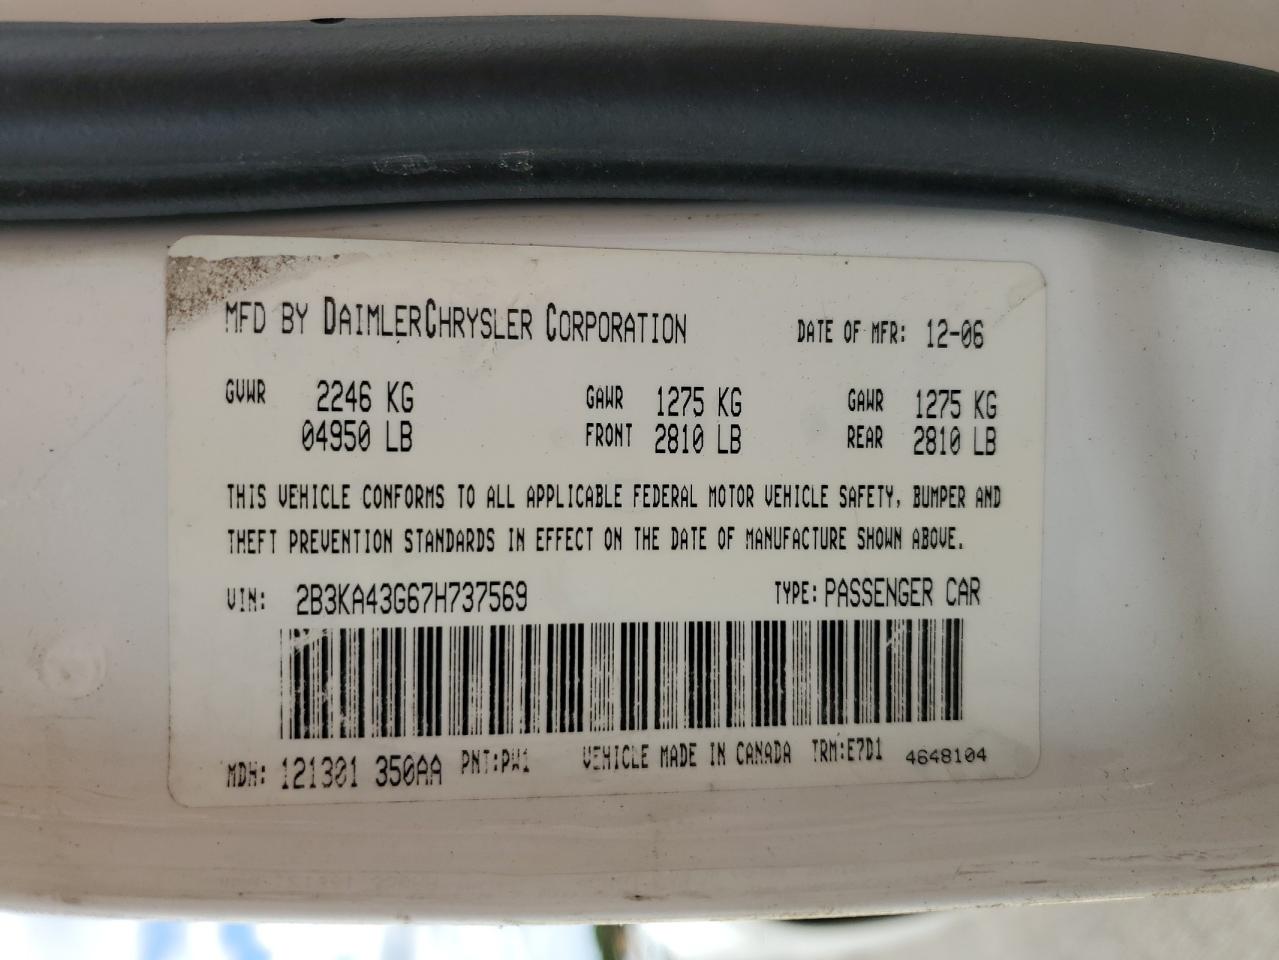 MFD BY DAIMLERCHRYSLER CORPORATION DATE OF MFR: 12-06
GVWR 2246 KG GAWR 1275 KG GAWR 1275 KG
04950 LB FRONT 2810 LB REAR 2810 LB
THIS VEHICLE CONFORMS TO ALL APPLICABLE FEDERAL MOTOR VEHICLE SAFETY, BUMPER AND
THEFT PREVENTION STANDARDS IN EFFECT ON THE DATE OF MANUFACTURE SHOWN ABOVE.
VIN: 2B3KA43G67H737569 TYPE: PASSENGER CAR
MDH: 121301 350AA PNT: PW1 VEHICLE MADE IN CANADA TRM:E7D1 4648104